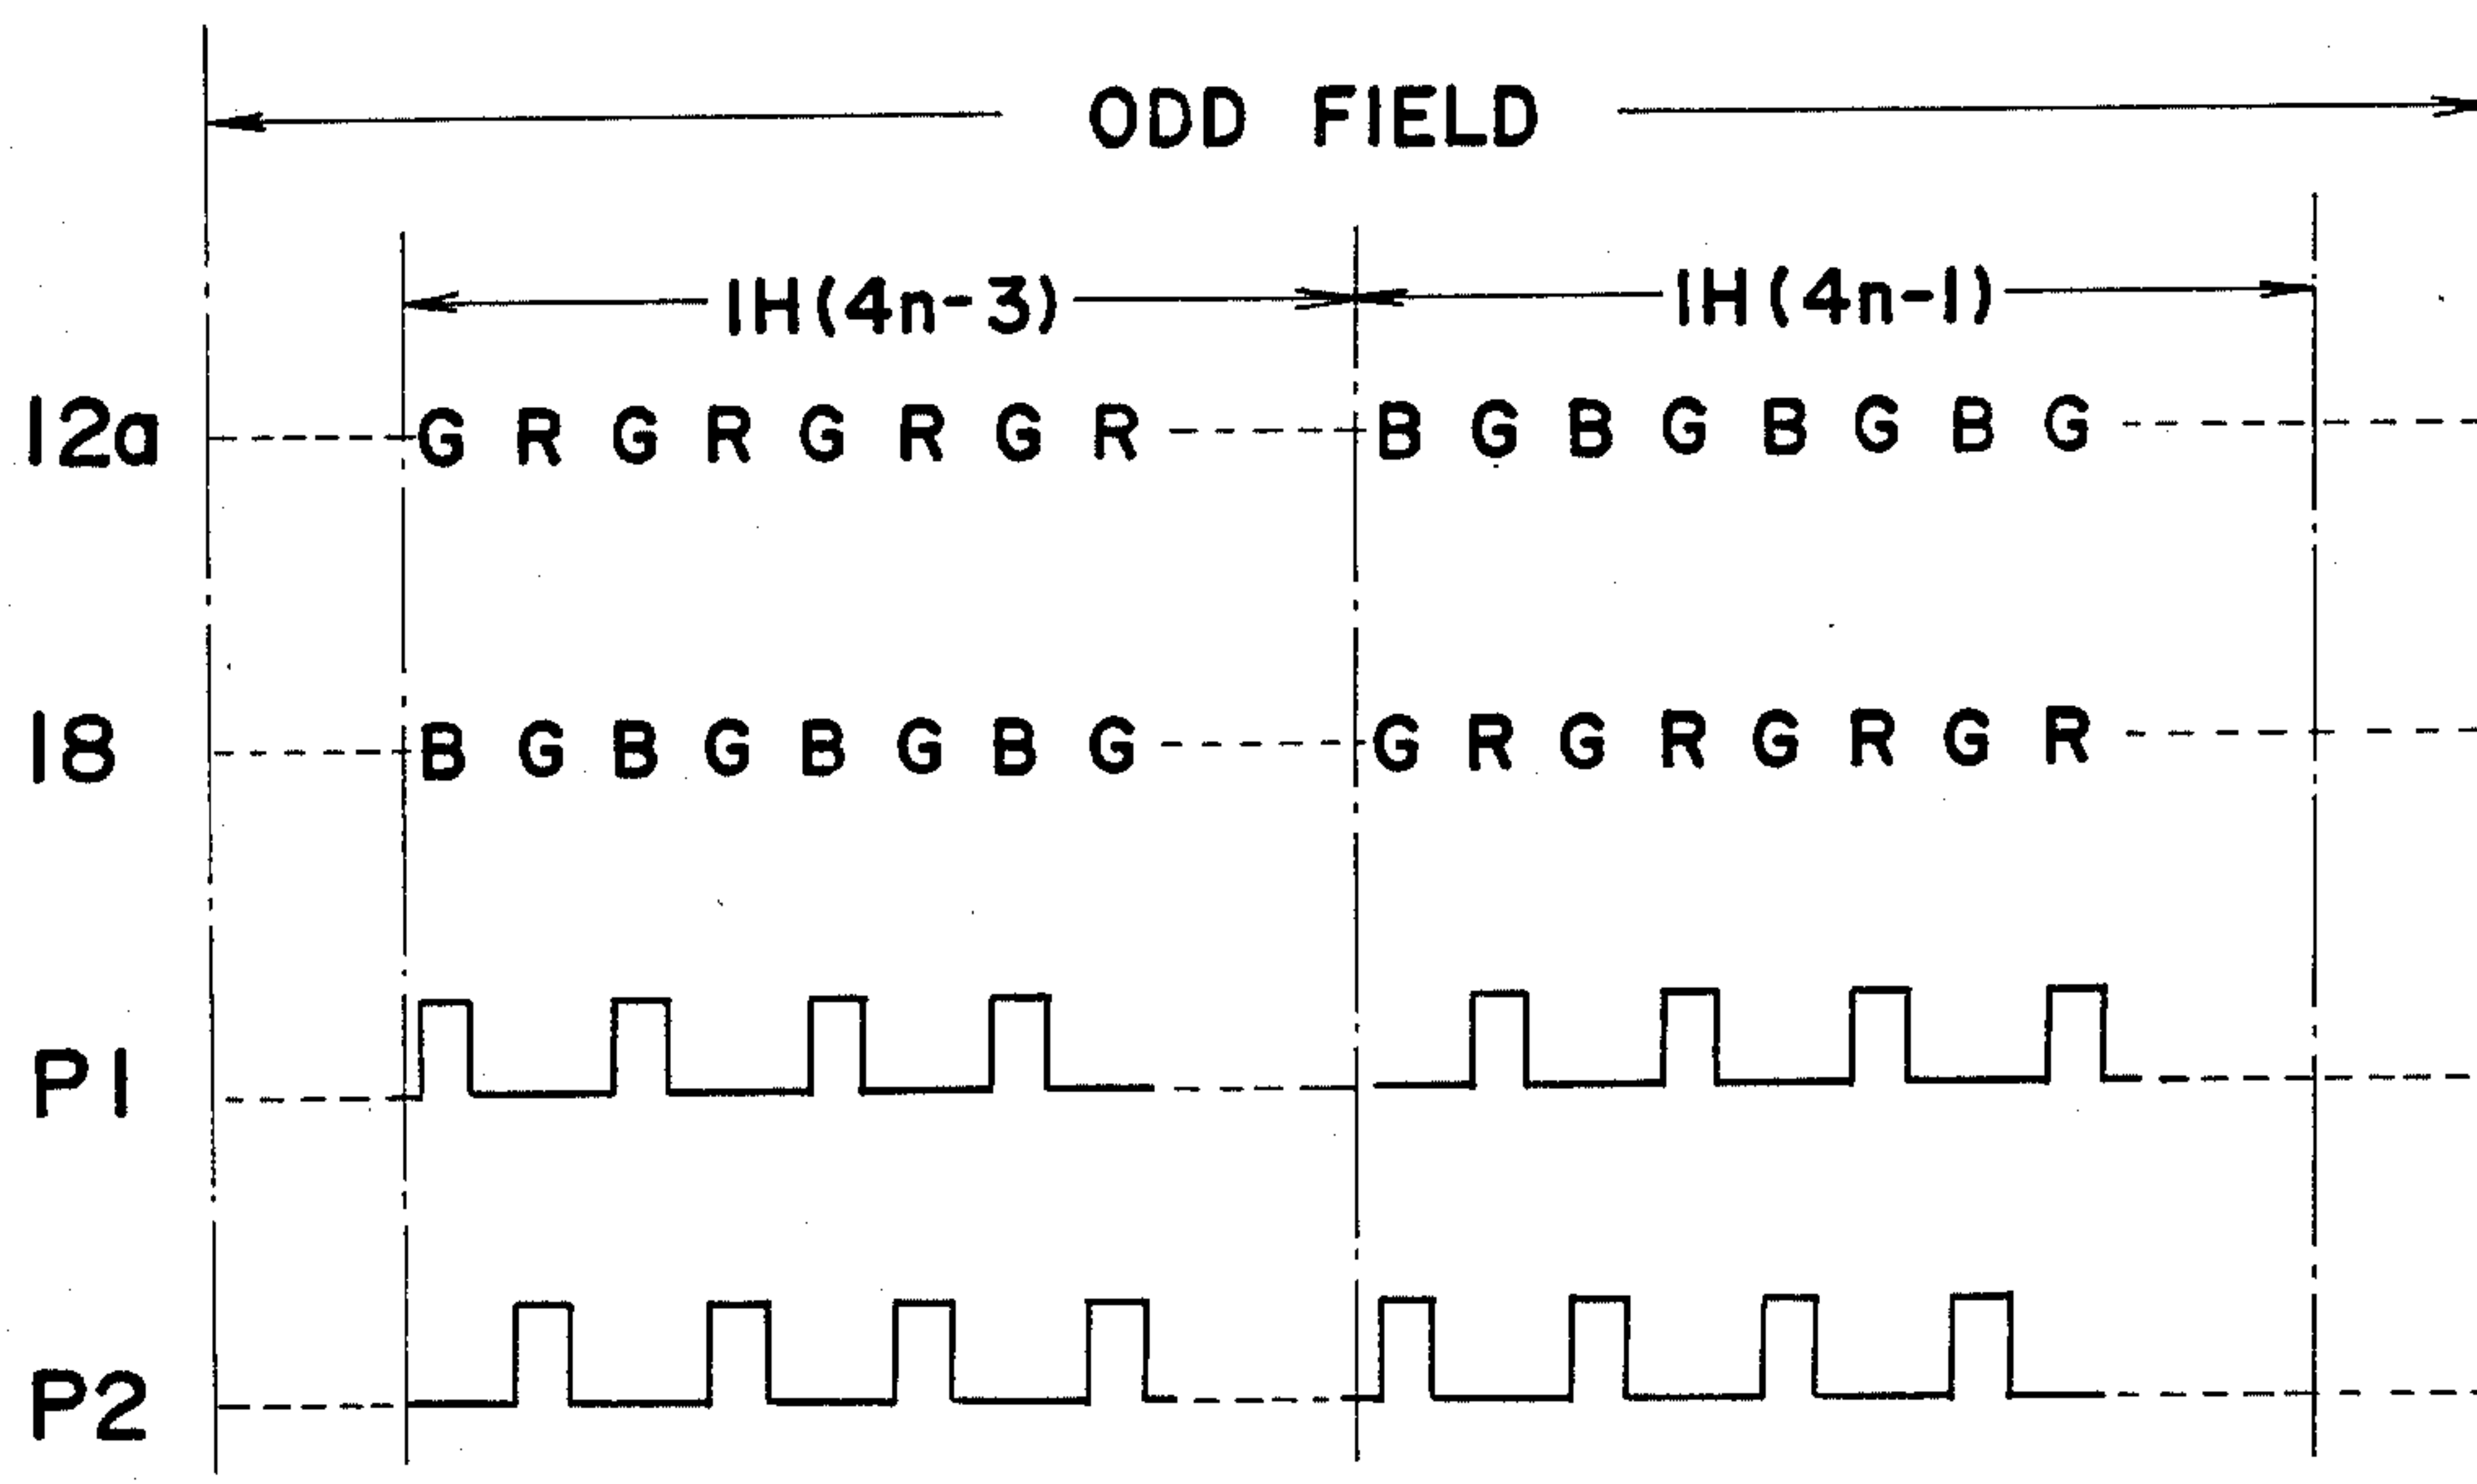 ODD FIELD
1H(4n-3) 1H(4n-1)
12a G R G R G R G R B G B G B G B G
18 B G B G B G B G G R G R G R G R
P1
P2